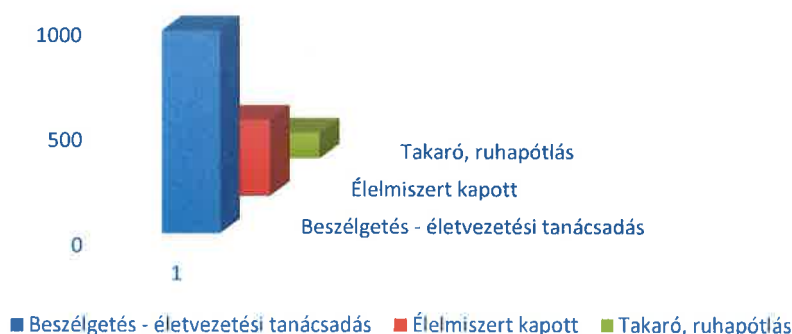 1000
500
Takaró, ruhapótlás
Élelmiszert kapott
Beszélgetés - életvezetési tanácsadás
0
1
Beszélgetés - életvezetési tanácsadás Élelmiszert kapott Takaró, ruhapótlás